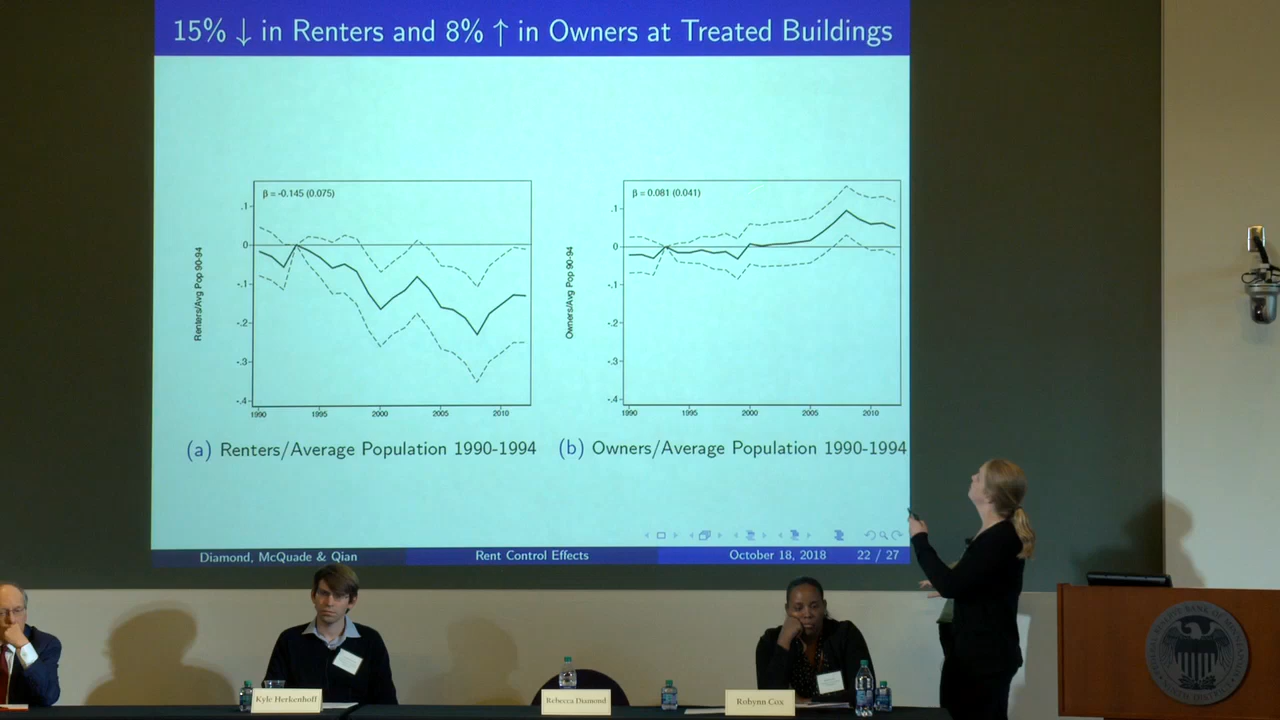 15% ↓ in Renters and 8% ↑ in Owners at Treated Buildings
β = -0.145 (0.075)
.1
0
-.1
-.2
-.3
-.4
Renters/Avg Pop 90-94
1990 1995 2000 2005 2010
(a) Renters/Average Population 1990-1994
β = 0.081 (0.041)
.1
0
-.1
-.2
-.3
-.4
Owners/Avg Pop 90-94
1990 1995 2000 2005 2010
(b) Owners/Average Population 1990-1994
Diamond, McQuade & Qian Rent Control Effects October 18, 2018 22 / 27
Kyle Herkenhoff
Rebecca Diamond
Robynn Cox